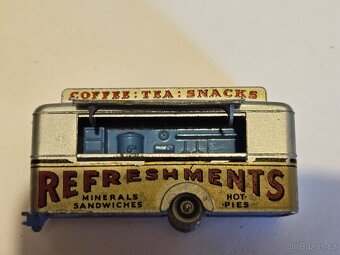 COFFEE : TEA : SNACKS
REFRESHMENTS
MINERALS
SANDWICHES
HOT
PIES